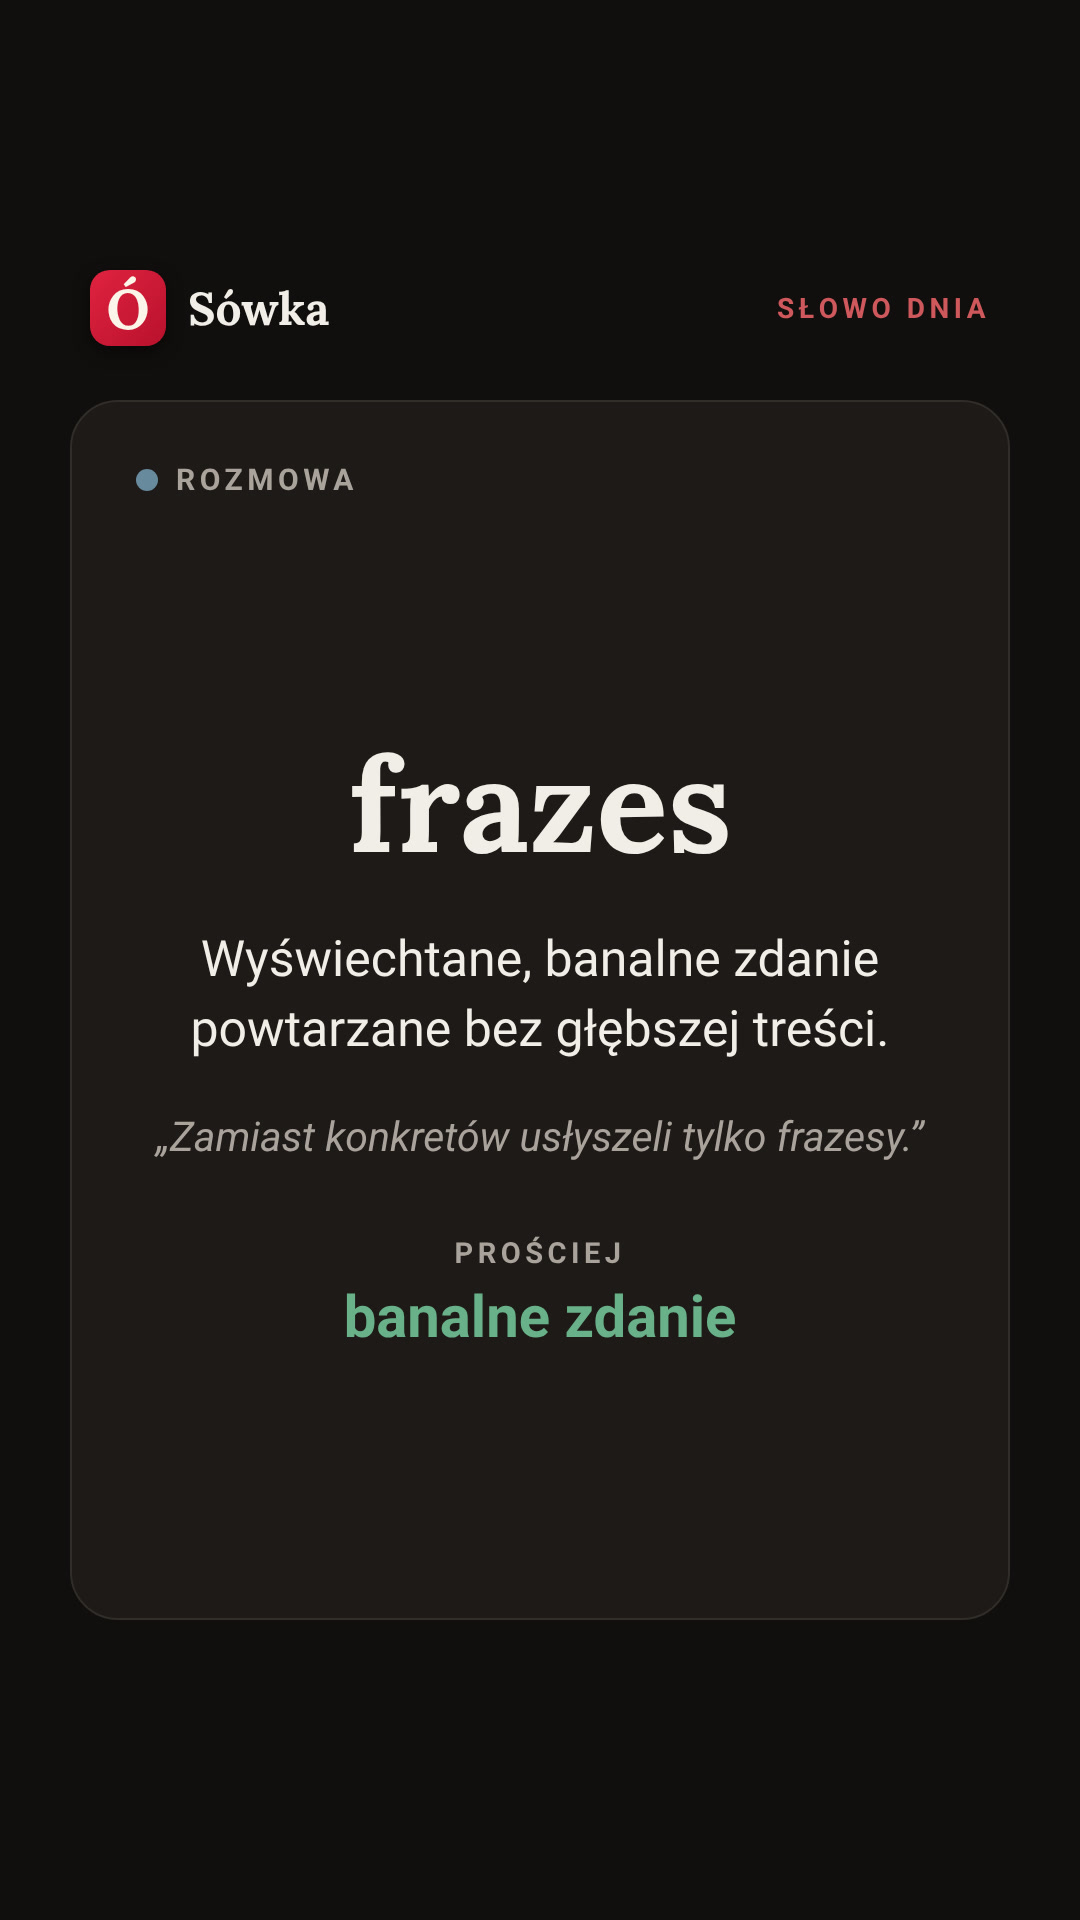 Ó Sówka
SŁOWO DNIA
ROZMOWA
frazes
Wyświechtane, banalne zdanie
powtarzane bez głębszej treści.
„Zamiast konkretów usłyszeli tylko frazesy.”
PROŚCIEJ
banalne zdanie